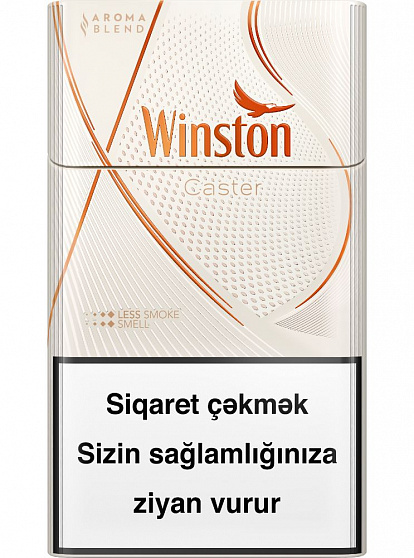 AROMA
BLEND
Winston
Caster
LESS SMOKE
SMELL
Siqaret çəkmək
Sizin sağlamlığınıza
ziyan vurur